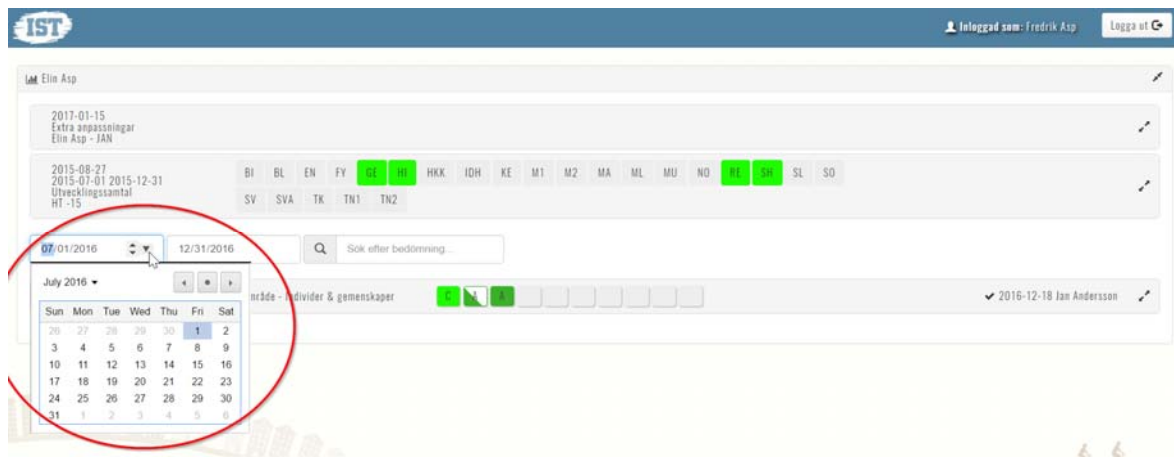 IST
Inloggad som: Fredrik Asp
Logga ut
Elin Asp
2017-01-15
Extra anpassningar
Elin Asp - JAN
2015-08-27
2015-07-01 2015-12-31
Utvecklingssamtal
HT -15
BI BL EN FY GE HI HKK IDH KE M1 M2 MA ML MU NO RE SH SL SO
SV SVA TK TN1 TN2
07/01/2016
12/31/2016
Sök efter bedömning...
July 2016
Sun Mon Tue Wed Thu Fri Sat
26 27 28 29 30 1 2
3 4 5 6 7 8 9
10 11 12 13 14 15 16
17 18 19 20 21 22 23
24 25 26 27 28 29 30
31 1 2 3 4 5 6
nråde - Individer & gemenskaper
C A A
2016-12-18 Jan Andersson